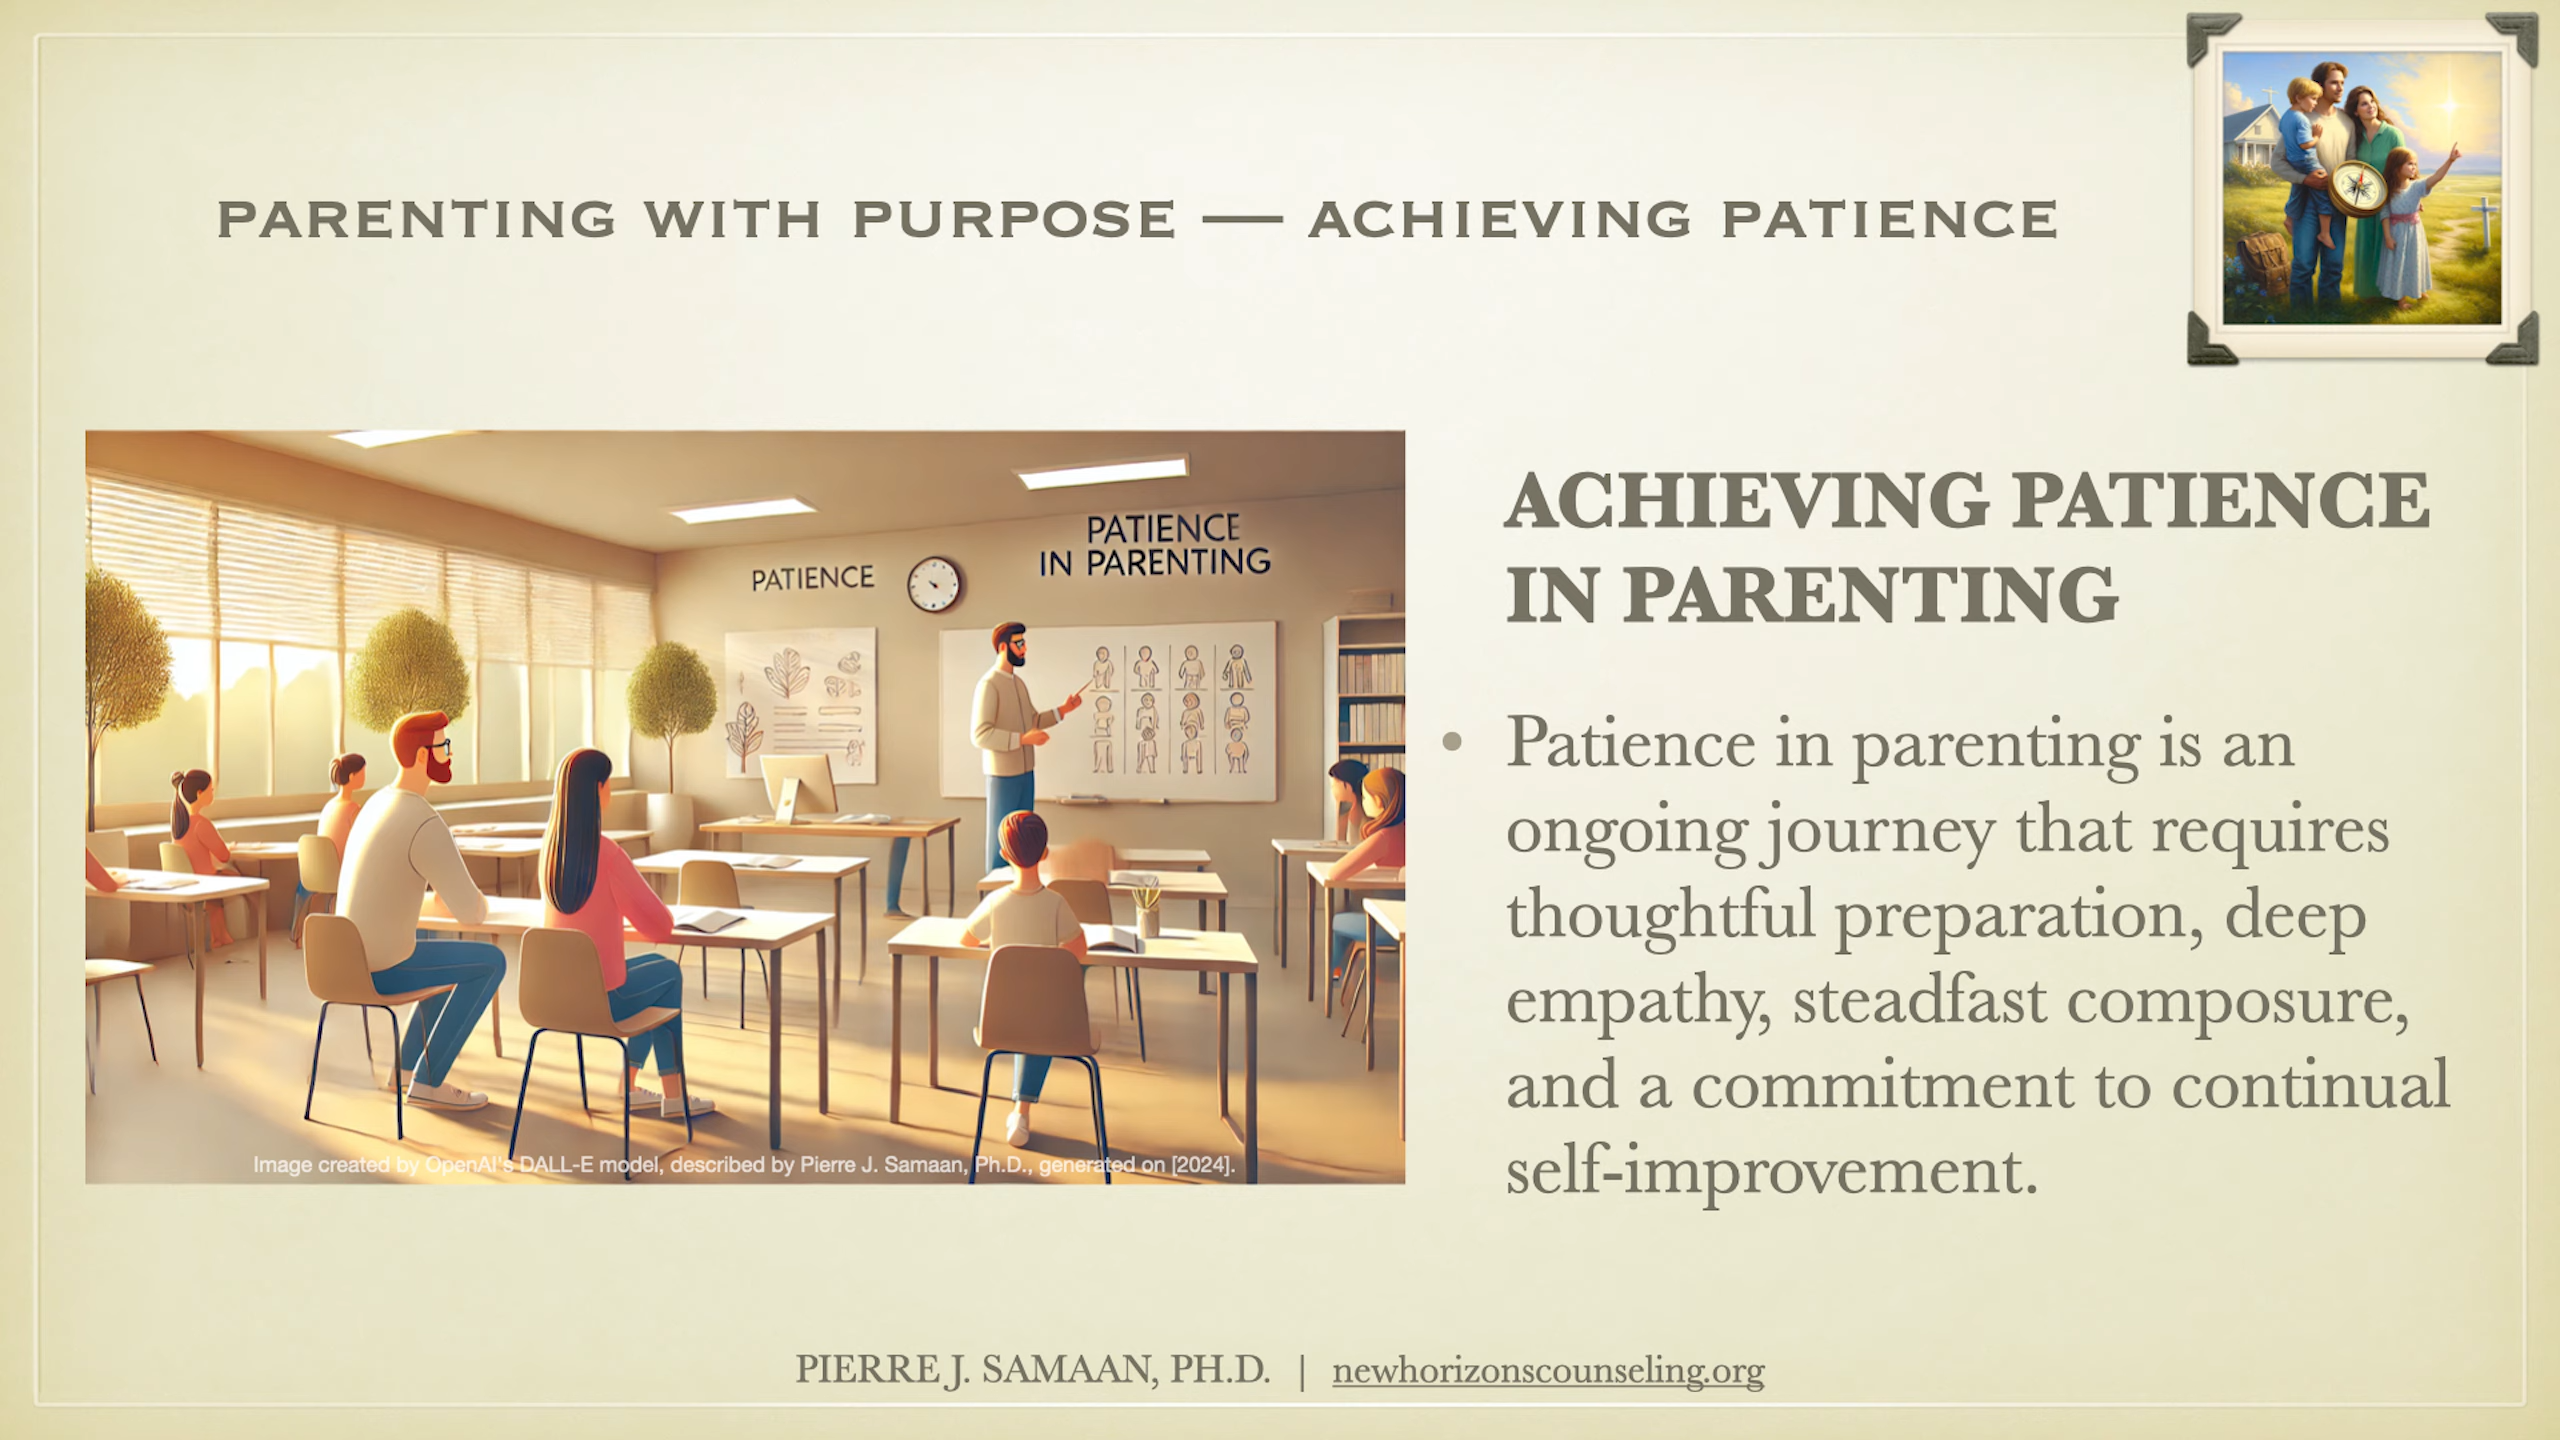 PARENTING WITH PURPOSE — ACHIEVING PATIENCE
PATIENCE
PATIENCE
IN PARENTING
Image created by OpenAI's DALL-E model, described by Pierre J. Samaan, Ph.D., generated on [2024].
ACHIEVING PATIENCE
IN PARENTING
• Patience in parenting is an
ongoing journey that requires
thoughtful preparation, deep
empathy, steadfast composure,
and a commitment to continual
self-improvement.
PIERRE J. SAMAAN, PH.D. | newhorizonscounseling.org